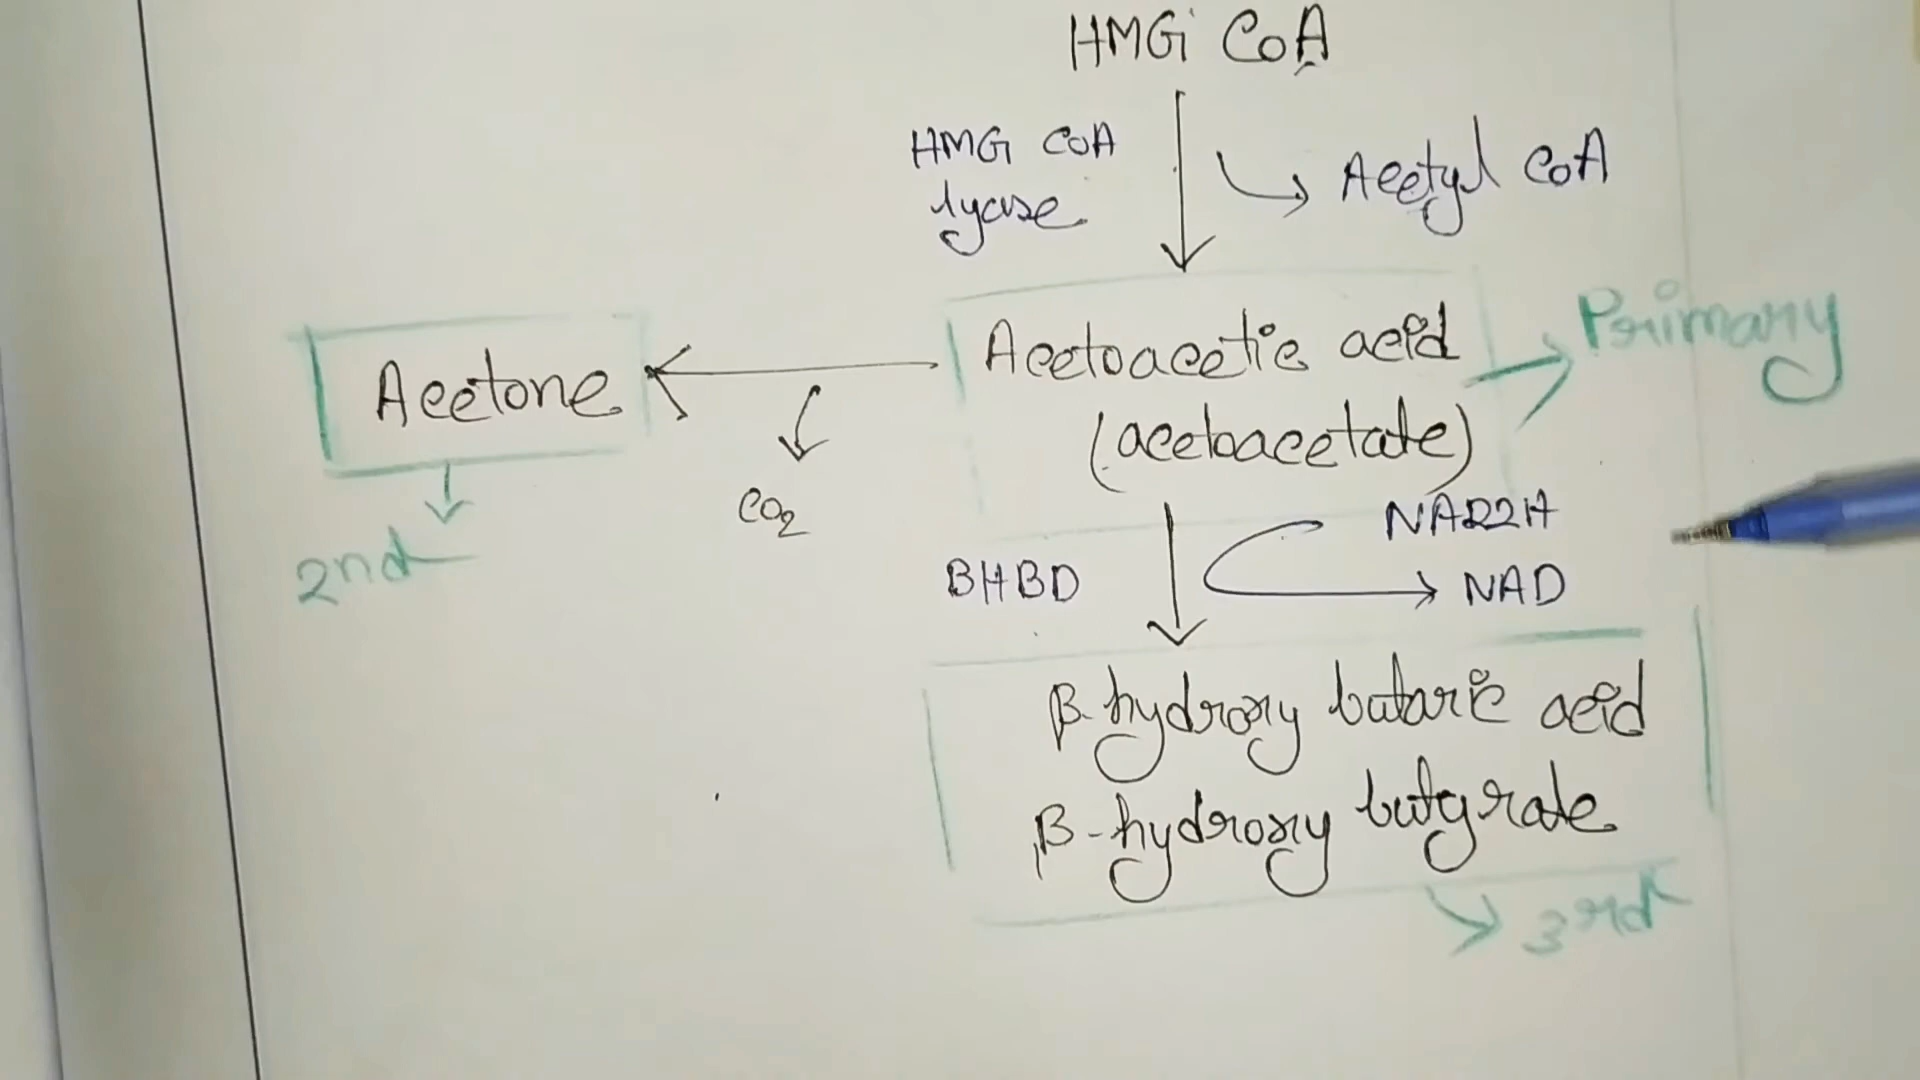 HMG CoA
HMG CoA
lyase
Acetyl CoA
Acetoacetic acid
(acetoacetate)
Primary
Acetone
2nd
CO2
BHBD
NAD2H
NAD
β-hydroxy butaric acid
β-hydroxy butyrate
3rd